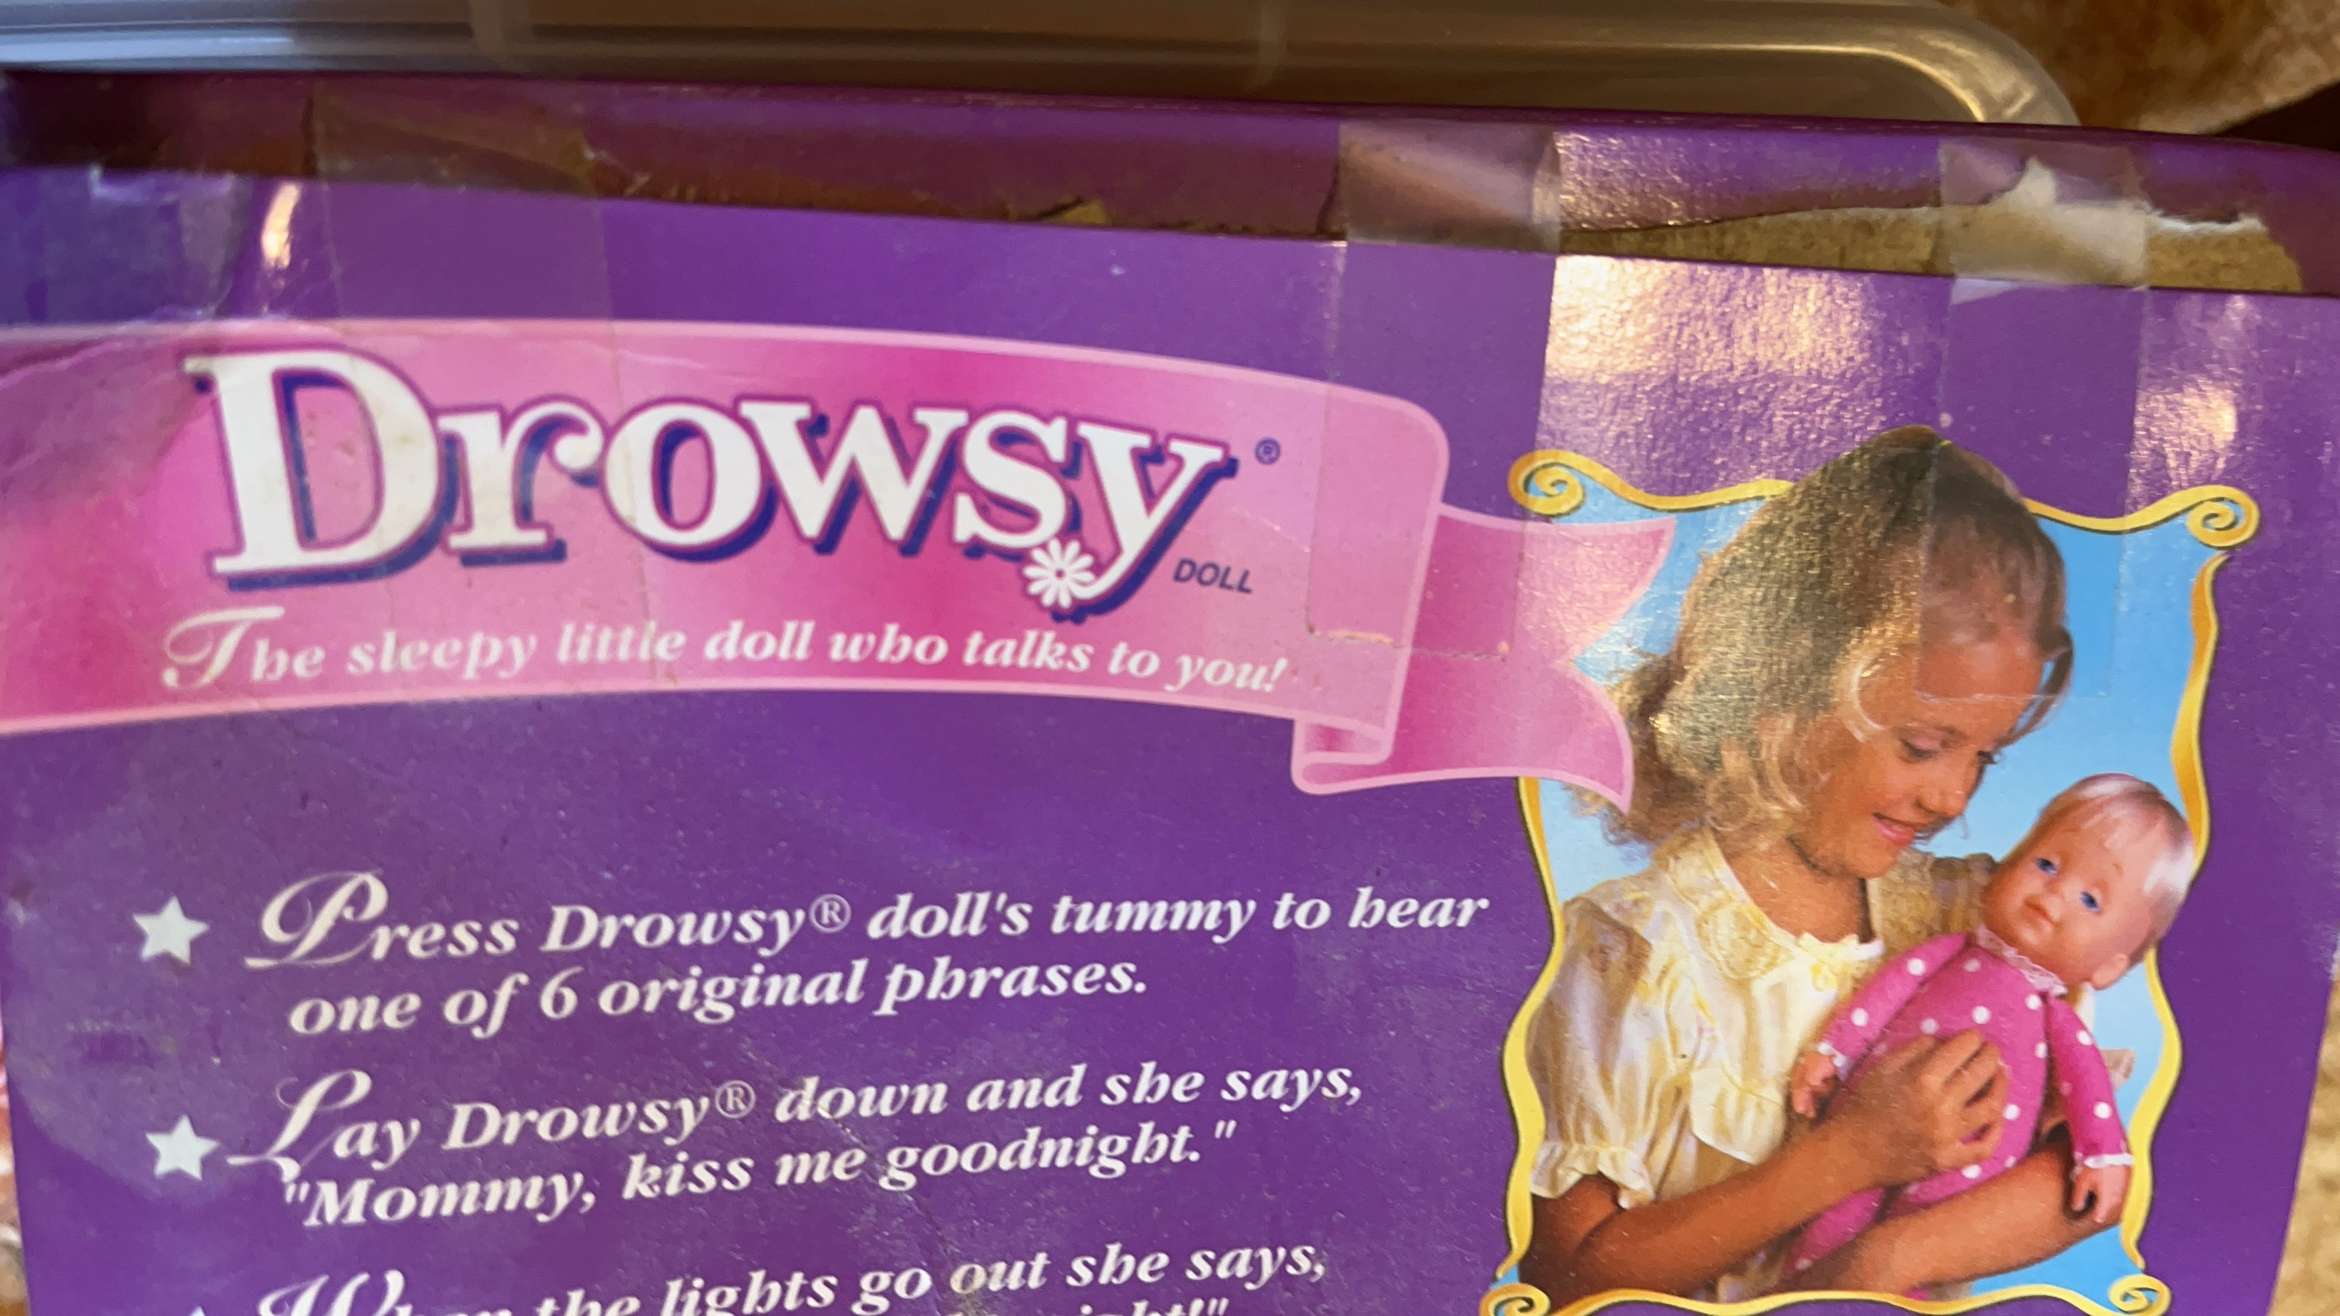 Drowsy®
DOLL
The sleepy little doll who talks to you!
★ Press Drowsy® doll's tummy to hear
one of 6 original phrases.
★ Lay Drowsy® down and she says,
"Mommy, kiss me goodnight."
the lights go out she says,